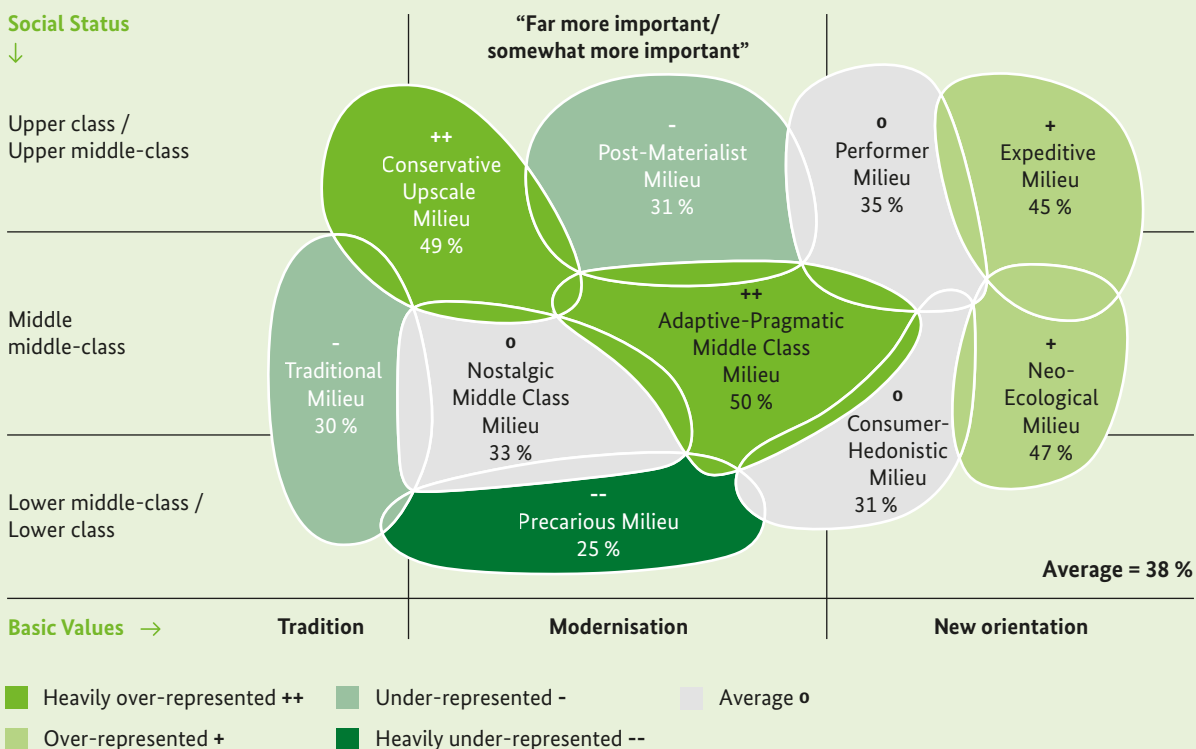 Social Status
↓
“Far more important/
somewhat more important”
Upper class /
Upper middle-class
++
Conservative
Upscale
Milieu
49 %
-
Post-Materialist
Milieu
31 %
o
Performer
Milieu
35 %
+
Expeditive
Milieu
45 %
Middle
middle-class
-
Traditional
Milieu
30 %
o
Nostalgic
Middle Class
Milieu
33 %
++
Adaptive-Pragmatic
Middle Class
Milieu
50 %
o
Consumer-
Hedonistic
Milieu
31 %
+
Neo-
Ecological
Milieu
47 %
Lower middle-class /
Lower class
--
Precarious Milieu
25 %
Average = 38 %
Basic Values →
Tradition
Modernisation
New orientation
Heavily over-represented ++
Under-represented -
Average o
Over-represented +
Heavily under-represented --